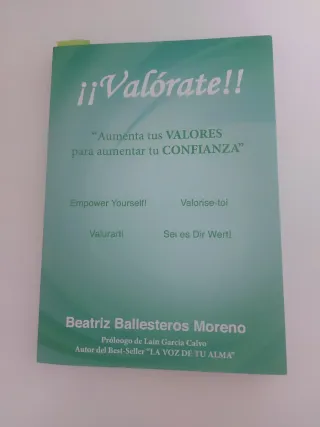 ¡¡Valórate!!
“Aumenta tus VALORES
para aumentar tu CONFIANZA”
Empower Yourself! Valorise-toi
Valurarti Sei es Dir Wert!
Beatriz Ballesteros Moreno
Prólogo de Laín García Calvo
Autor del Best-Seller "LA VOZ DE TU ALMA"